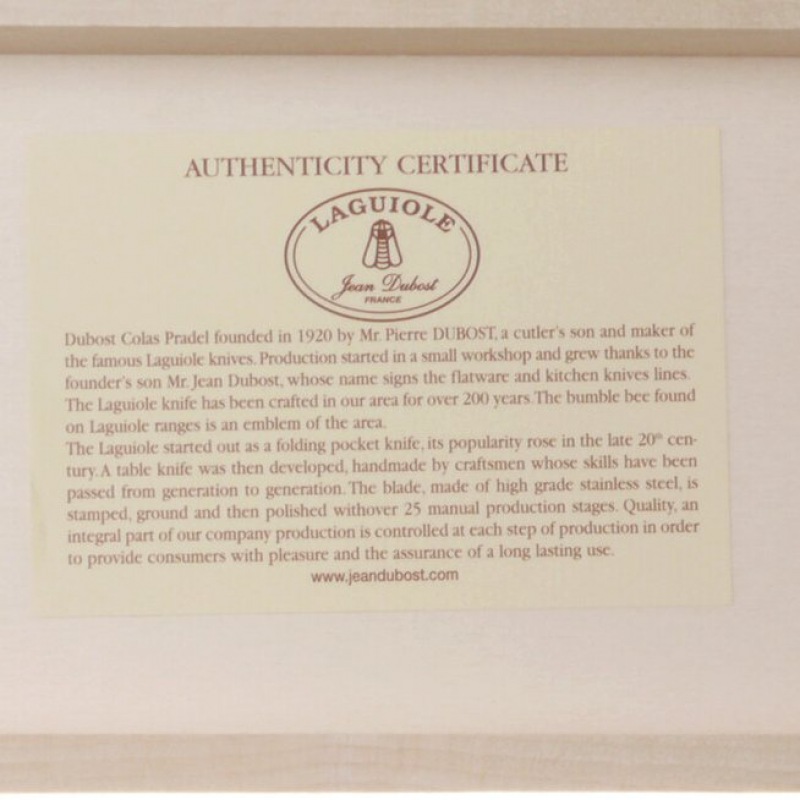 AUTHENTICITY CERTIFICATE
LAGUIOLE
Jean Dubost
FRANCE
Dubost Colas Pradel founded in 1920 by Mr. Pierre DUBOST, a cutler's son and maker of
the famous Laguiole knives. Production started in a small workshop and grew thanks to the
founder's son Mr. Jean Dubost, whose name signs the flatware and kitchen knives lines.
The Laguiole knife has been crafted in our area for over 200 years. The bumble bee found
on Laguiole ranges is an emblem of the area.
The Laguiole started out as a folding pocket knife, its popularity rose in the late 20th cen-
tury. A table knife was then developed, handmade by craftsmen whose skills have been
passed from generation to generation. The blade, made of high grade stainless steel, is
stamped, ground and then polished withover 25 manual production stages. Quality, an
integral part of our company production is controlled at each step of production in order
to provide consumers with pleasure and the assurance of a long lasting use.
www.jeandubost.com